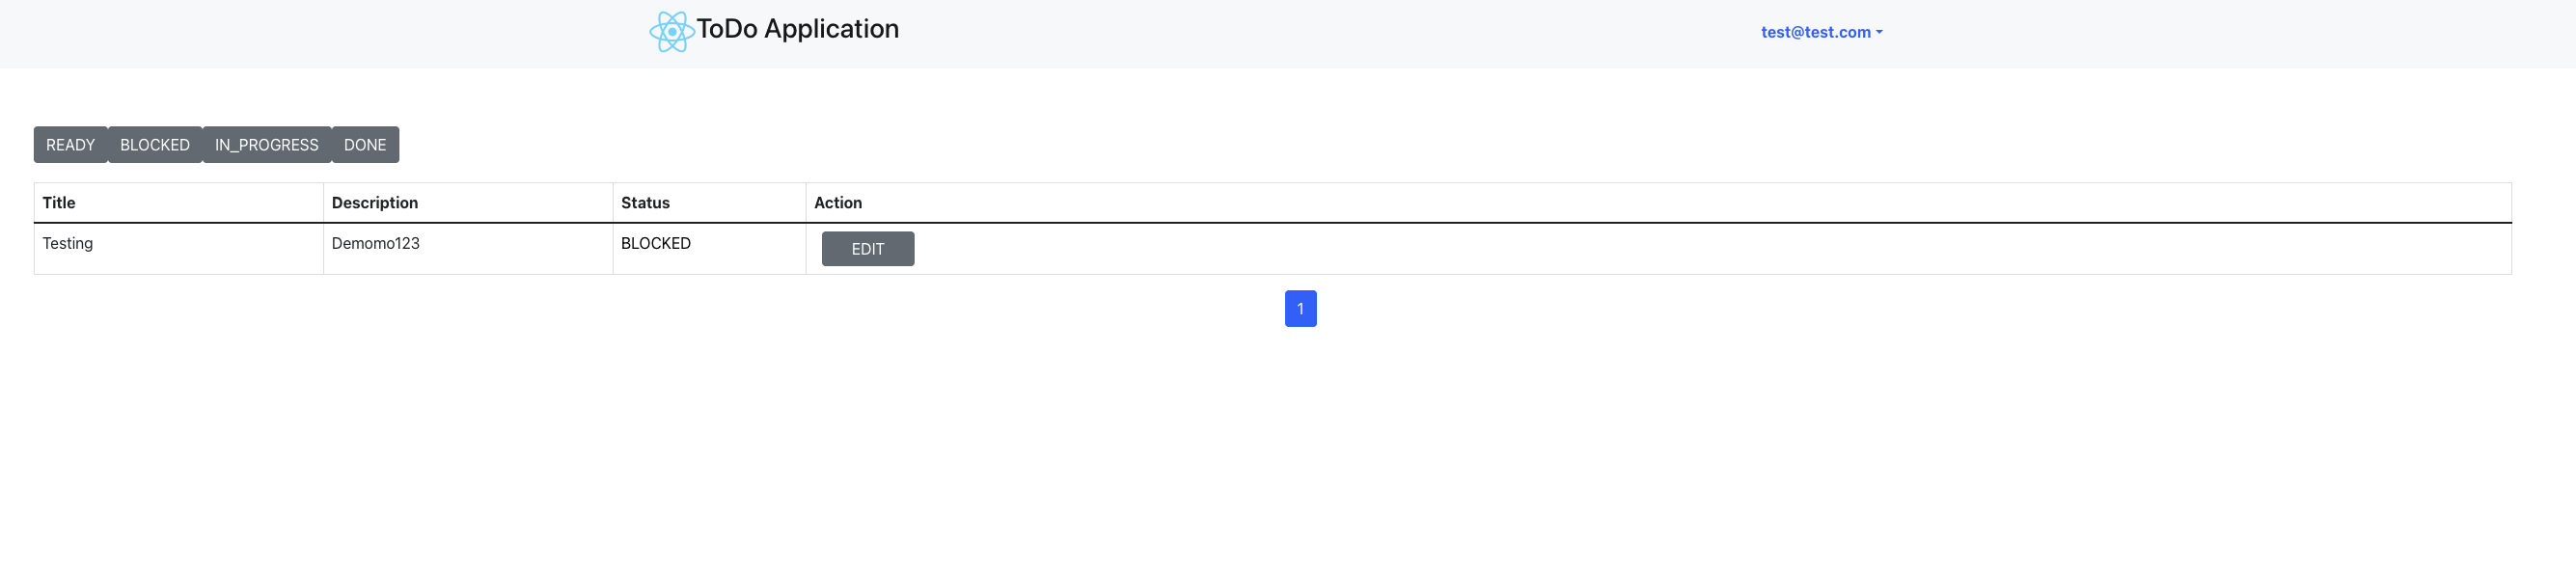 ToDo Application
test@test.com
READY BLOCKED IN_PROGRESS DONE
Title Description Status Action
Testing Demomo123 BLOCKED EDIT
1